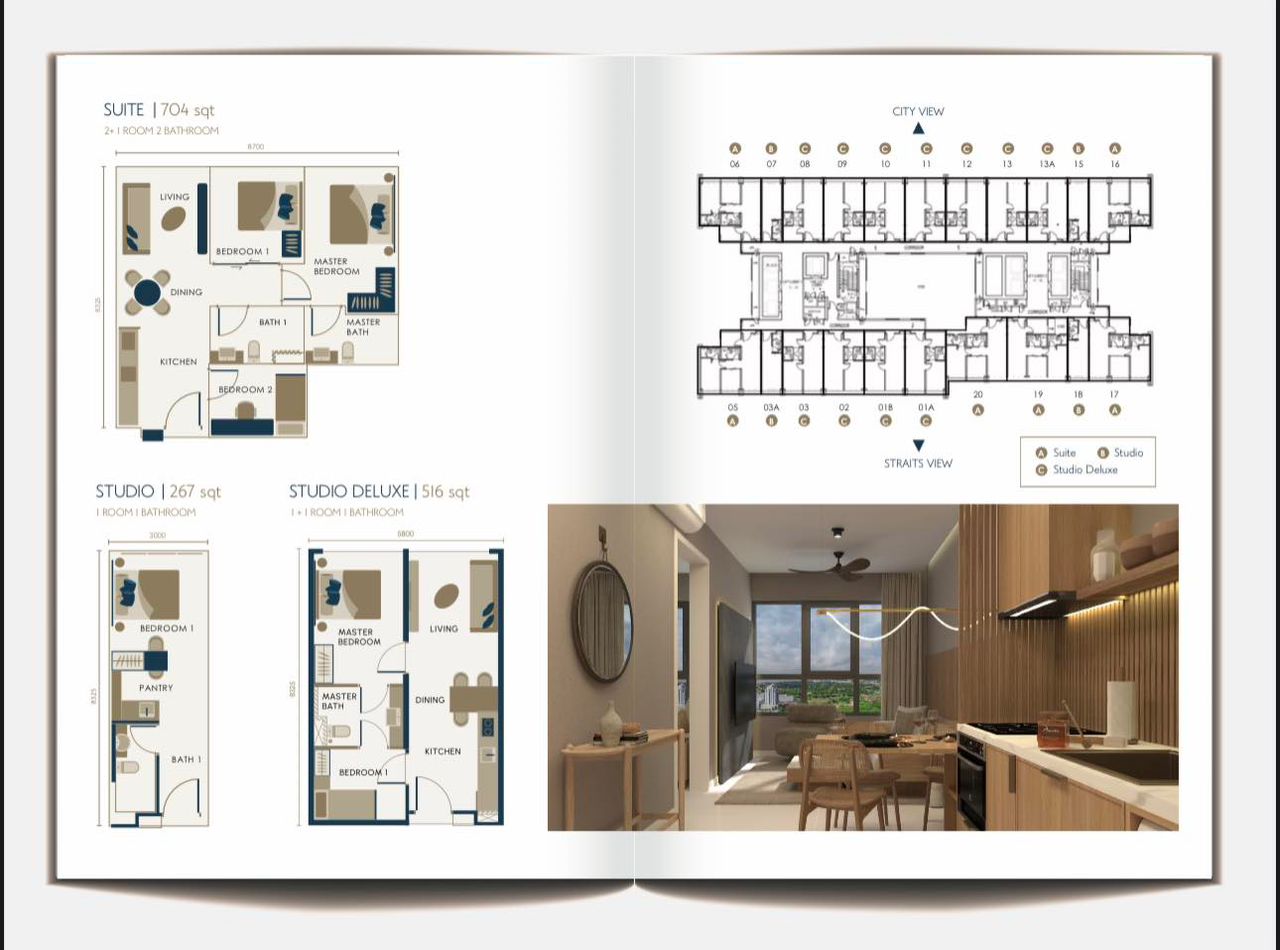 SUITE | 704 sqt
2+ 1 ROOM 2 BATHROOM
8700
8325
LIVING
BEDROOM 1
MASTER
BEDROOM
DINING
BATH 1
MASTER
BATH
KITCHEN
BEDROOM 2
STUDIO | 267 sqt
1 ROOM 1 BATHROOM
3000
8325
BEDROOM 1
PANTRY
BATH 1
STUDIO DELUXE | 516 sqt
1 + 1 ROOM 1 BATHROOM
5800
8325
MASTER
BEDROOM
LIVING
MASTER
BATH
DINING
KITCHEN
BEDROOM 1
CITY VIEW
A B C C C C C C C B A
06 07 08 09 10 11 12 13 13A 15 16
CORRIDOR
CORRIDOR
CORRIDOR
05 03A 03 02 01B 01A 20 19 18 17
A B C C C C A A B A
STRAITS VIEW
A Suite B Studio
C Studio Deluxe